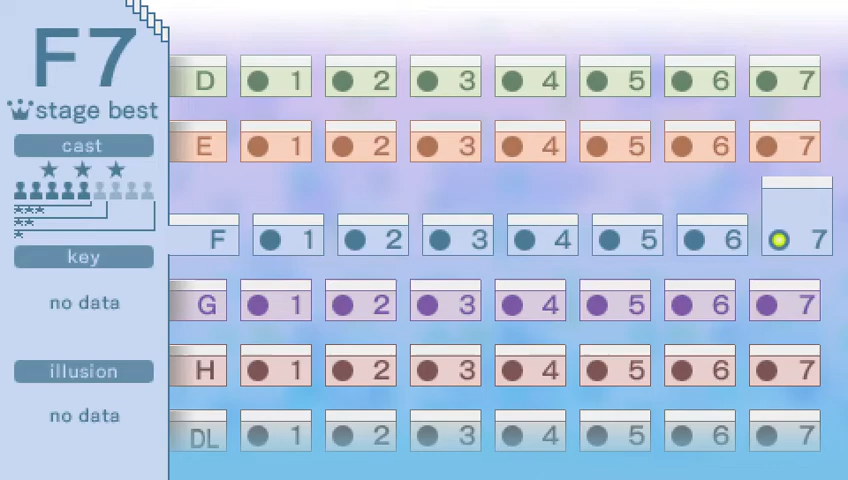 F7
stage best
cast
★ ★ ★
★★★
★★
★
key
no data
illusion
no data
D 1 2 3 4 5 6 7
E 1 2 3 4 5 6 7
F 1 2 3 4 5 6 7
G 1 2 3 4 5 6 7
H 1 2 3 4 5 6 7
DL 1 2 3 4 5 6 7